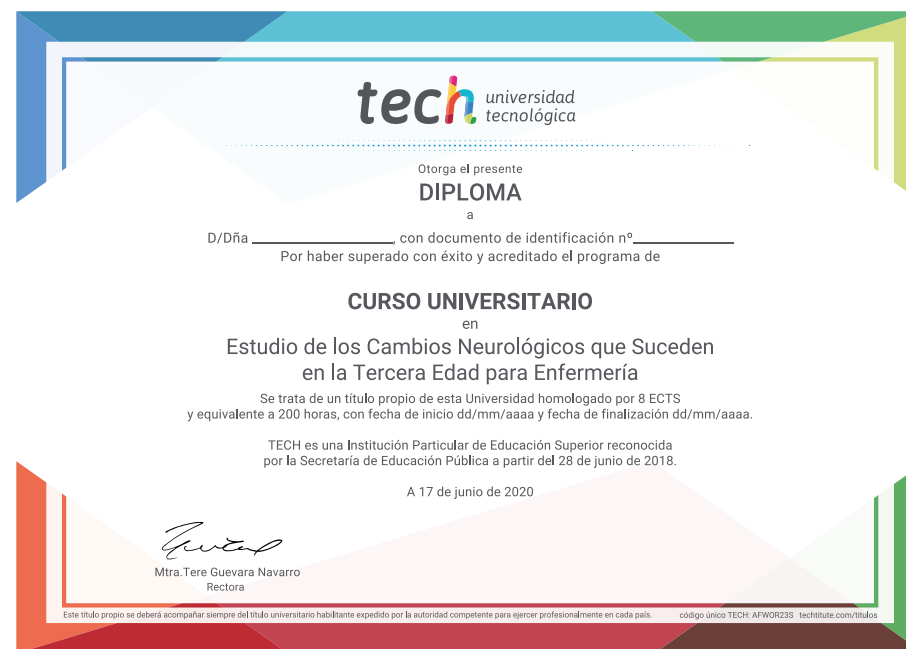 tech universidad
tecnológica
Otorga el presente
DIPLOMA
a
D/Dña ____________________, con documento de identificación nº______________
Por haber superado con éxito y acreditado el programa de
CURSO UNIVERSITARIO
en
Estudio de los Cambios Neurológicos que Suceden
en la Tercera Edad para Enfermería
Se trata de un título propio de esta Universidad homologado por 8 ECTS
y equivalente a 200 horas, con fecha de inicio dd/mm/aaaa y fecha de finalización dd/mm/aaaa.
TECH es una Institución Particular de Educación Superior reconocida
por la Secretaría de Educación Pública a partir del 28 de junio de 2018.
A 17 de junio de 2020
Mtra.Tere Guevara Navarro
Rectora
Este título propio se deberá acompañar siempre del título universitario habilitante expedido por la autoridad competente para ejercer profesionalmente en cada país. código único TECH: AFWOR23S techtitute.com/titulos